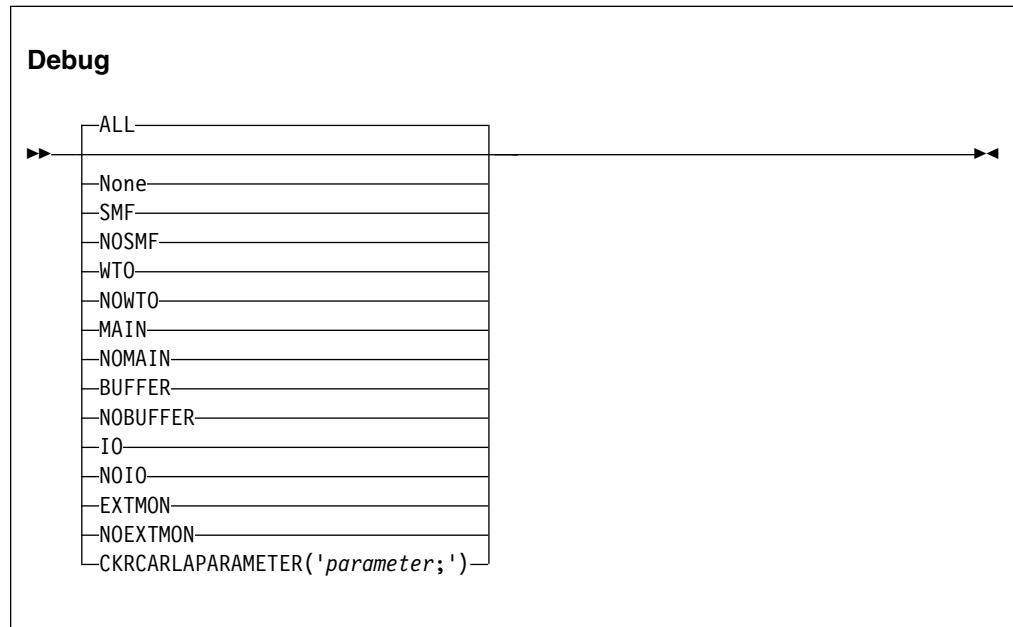 Debug
ALL
None
SMF
NOSMF
WTO
NOWTO
MAIN
NOMAIN
BUFFER
NOBUFFER
IO
NOIO
EXTMON
NOEXTMON
CKRCARLAPARAMETER('parameter;')